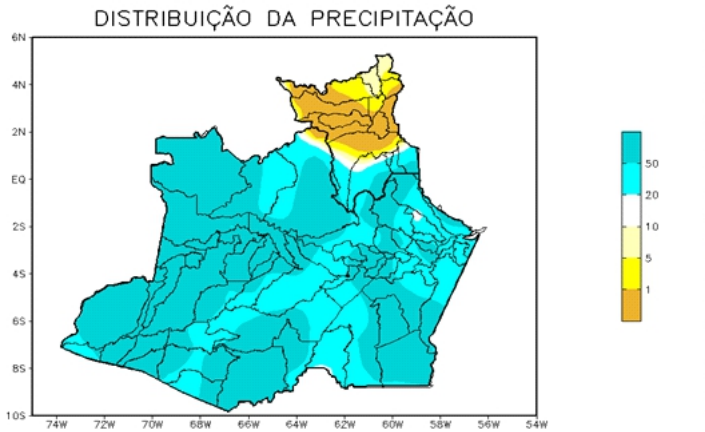 DISTRIBUIÇÃO DA PRECIPITAÇÃO
6N
4N
2N
EQ
2S
4S
6S
8S
10S
74W 72W 70W 68W 66W 64W 62W 60W 58W 56W 54W
50
20
10
5
1